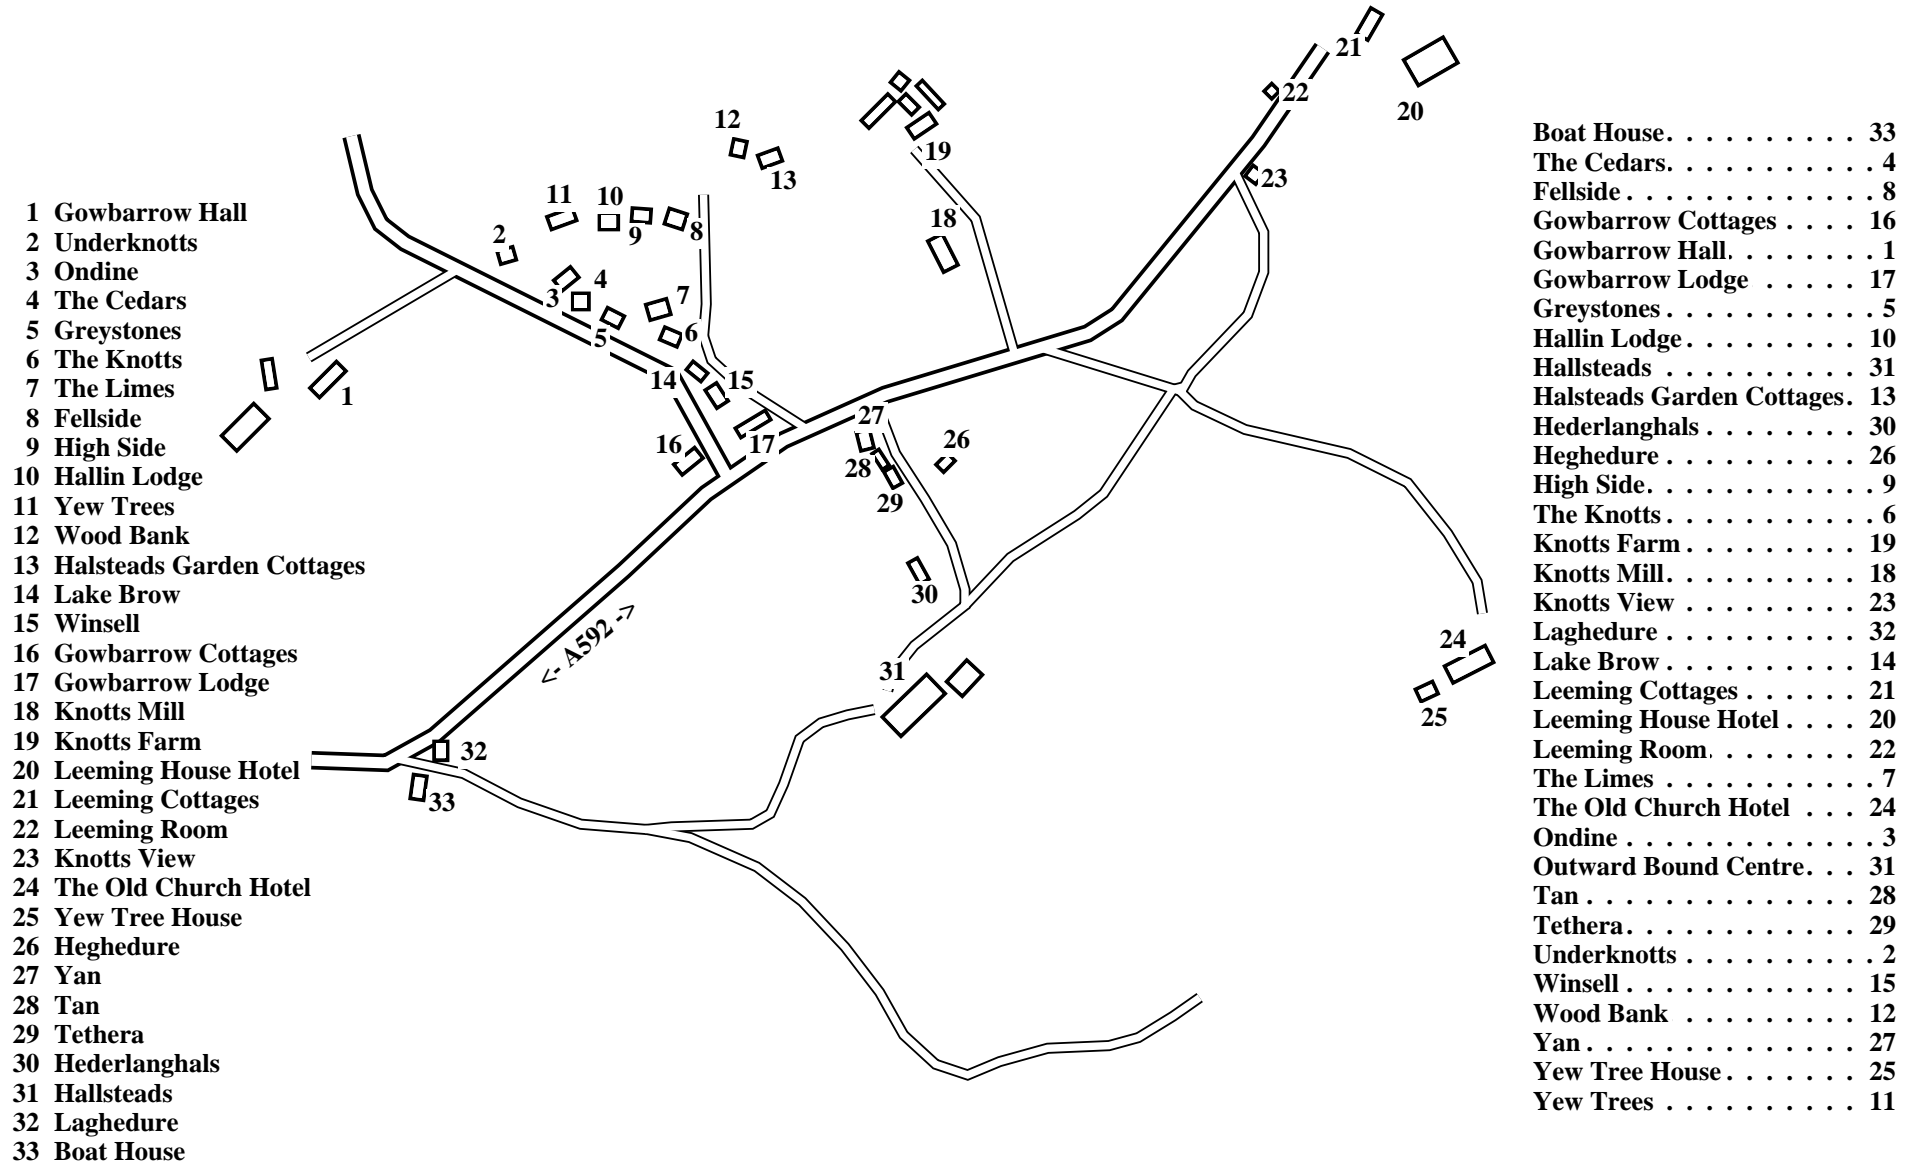 1 Gowbarrow Hall
2 Underknotts
3 Ondine
4 The Cedars
5 Greystones
6 The Knotts
7 The Limes
8 Fellside
9 High Side
10 Hallin Lodge
11 Yew Trees
12 Wood Bank
13 Halsteads Garden Cottages
14 Lake Brow
15 Winsell
16 Gowbarrow Cottages
17 Gowbarrow Lodge
18 Knotts Mill
19 Knotts Farm
20 Leeming House Hotel
21 Leeming Cottages
22 Leeming Room
23 Knotts View
24 The Old Church Hotel
25 Yew Tree House
26 Heghedure
27 Yan
28 Tan
29 Tethera
30 Hederlanghals
31 Hallsteads
32 Laghedure
33 Boat House
21
22
20
12
19
13
23
11
10
18
2
9
8
4
3
7
5
6
14
15
1
27
16
17
26
28
29
30
<- A592 ->
24
31
25
32
33
Boat House. . . . . . . . . . 33
The Cedars. . . . . . . . . . . 4
Fellside . . . . . . . . . . . . . 8
Gowbarrow Cottages . . . . 16
Gowbarrow Hall. . . . . . . . 1
Gowbarrow Lodge . . . . . 17
Greystones . . . . . . . . . . . 5
Hallin Lodge . . . . . . . . . 10
Hallsteads . . . . . . . . . . 31
Halsteads Garden Cottages. 13
Hederlanghals . . . . . . . . 30
Heghedure . . . . . . . . . . 26
High Side. . . . . . . . . . . . 9
The Knotts . . . . . . . . . . . 6
Knotts Farm . . . . . . . . . 19
Knotts Mill. . . . . . . . . . 18
Knotts View . . . . . . . . . 23
Laghedure . . . . . . . . . . 32
Lake Brow . . . . . . . . . . 14
Leeming Cottages . . . . . . 21
Leeming House Hotel . . . . 20
Leeming Room. . . . . . . . 22
The Limes . . . . . . . . . . . 7
The Old Church Hotel . . . 24
Ondine . . . . . . . . . . . . . 3
Outward Bound Centre. . . 31
Tan . . . . . . . . . . . . . . 28
Tethera. . . . . . . . . . . . 29
Underknotts . . . . . . . . . . 2
Winsell . . . . . . . . . . . . 15
Wood Bank . . . . . . . . . 12
Yan . . . . . . . . . . . . . . 27
Yew Tree House . . . . . . . 25
Yew Trees . . . . . . . . . . 11